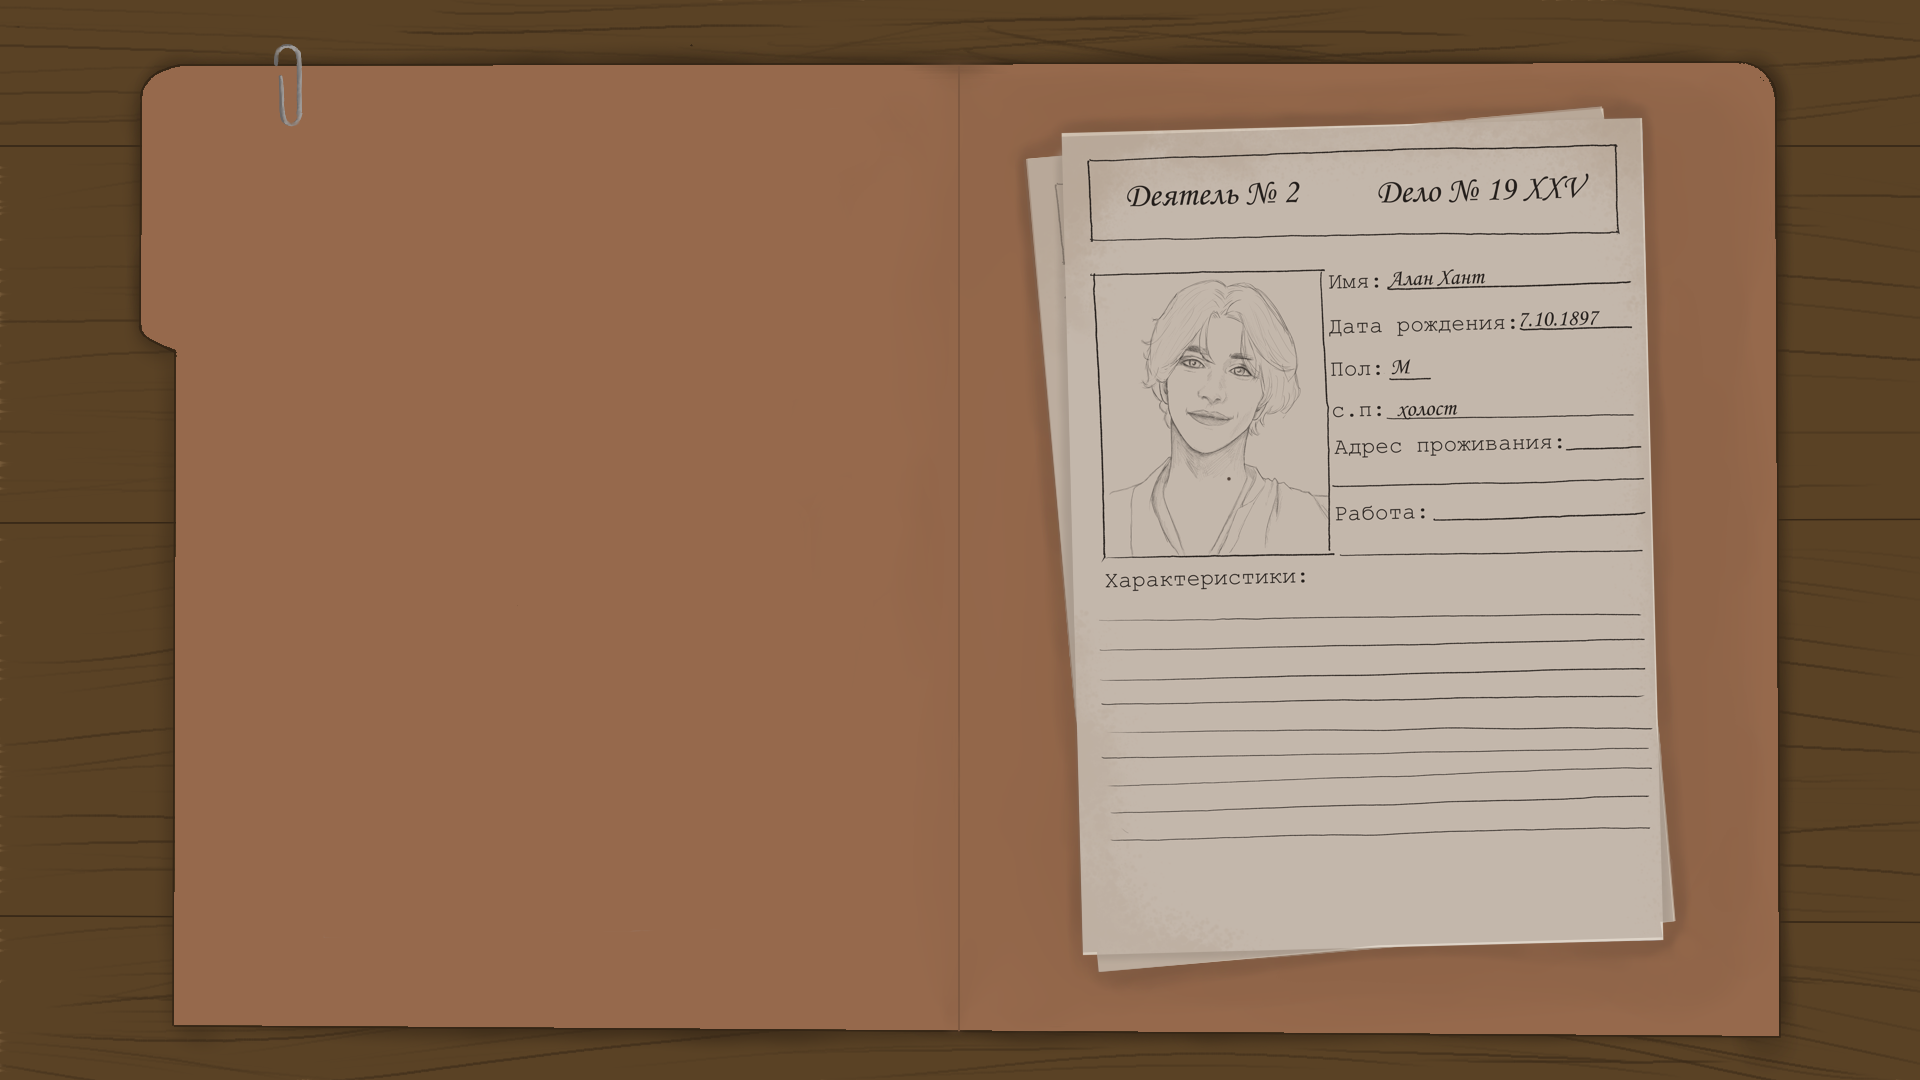 Деятель № 2 Дело № 19 XXV
Имя: Алан Хант
Дата рождения: 7.10.1897
Пол: М
с.п: холост
Адрес проживания:
Работа:
Характеристики: